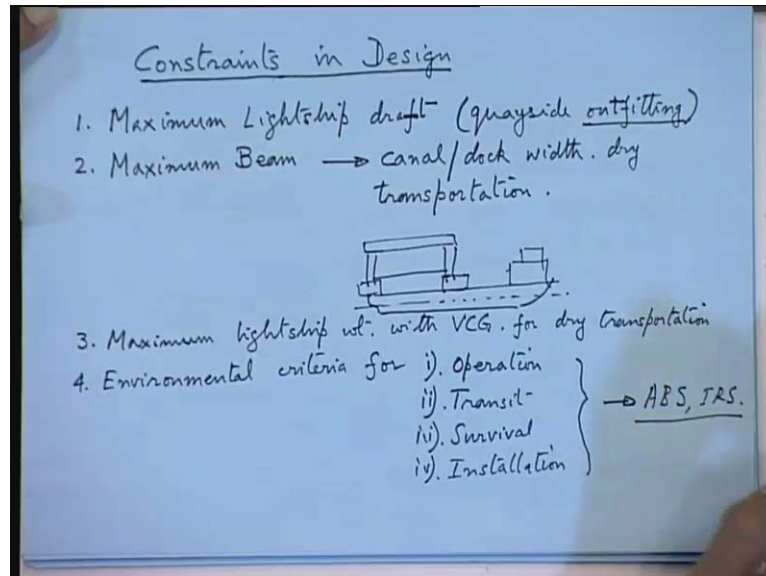 Constraints in Design
1. Maximum Lightship draft (quayside outfitting)
2. Maximum Beam → canal/dock width. dry
transportation.
3. Maximum lightship wt. with VCG. for dry transportation
4. Environmental criteria for i). Operation
ii). Transit
iii). Survival
iv). Installation
→ ABS, IRS.